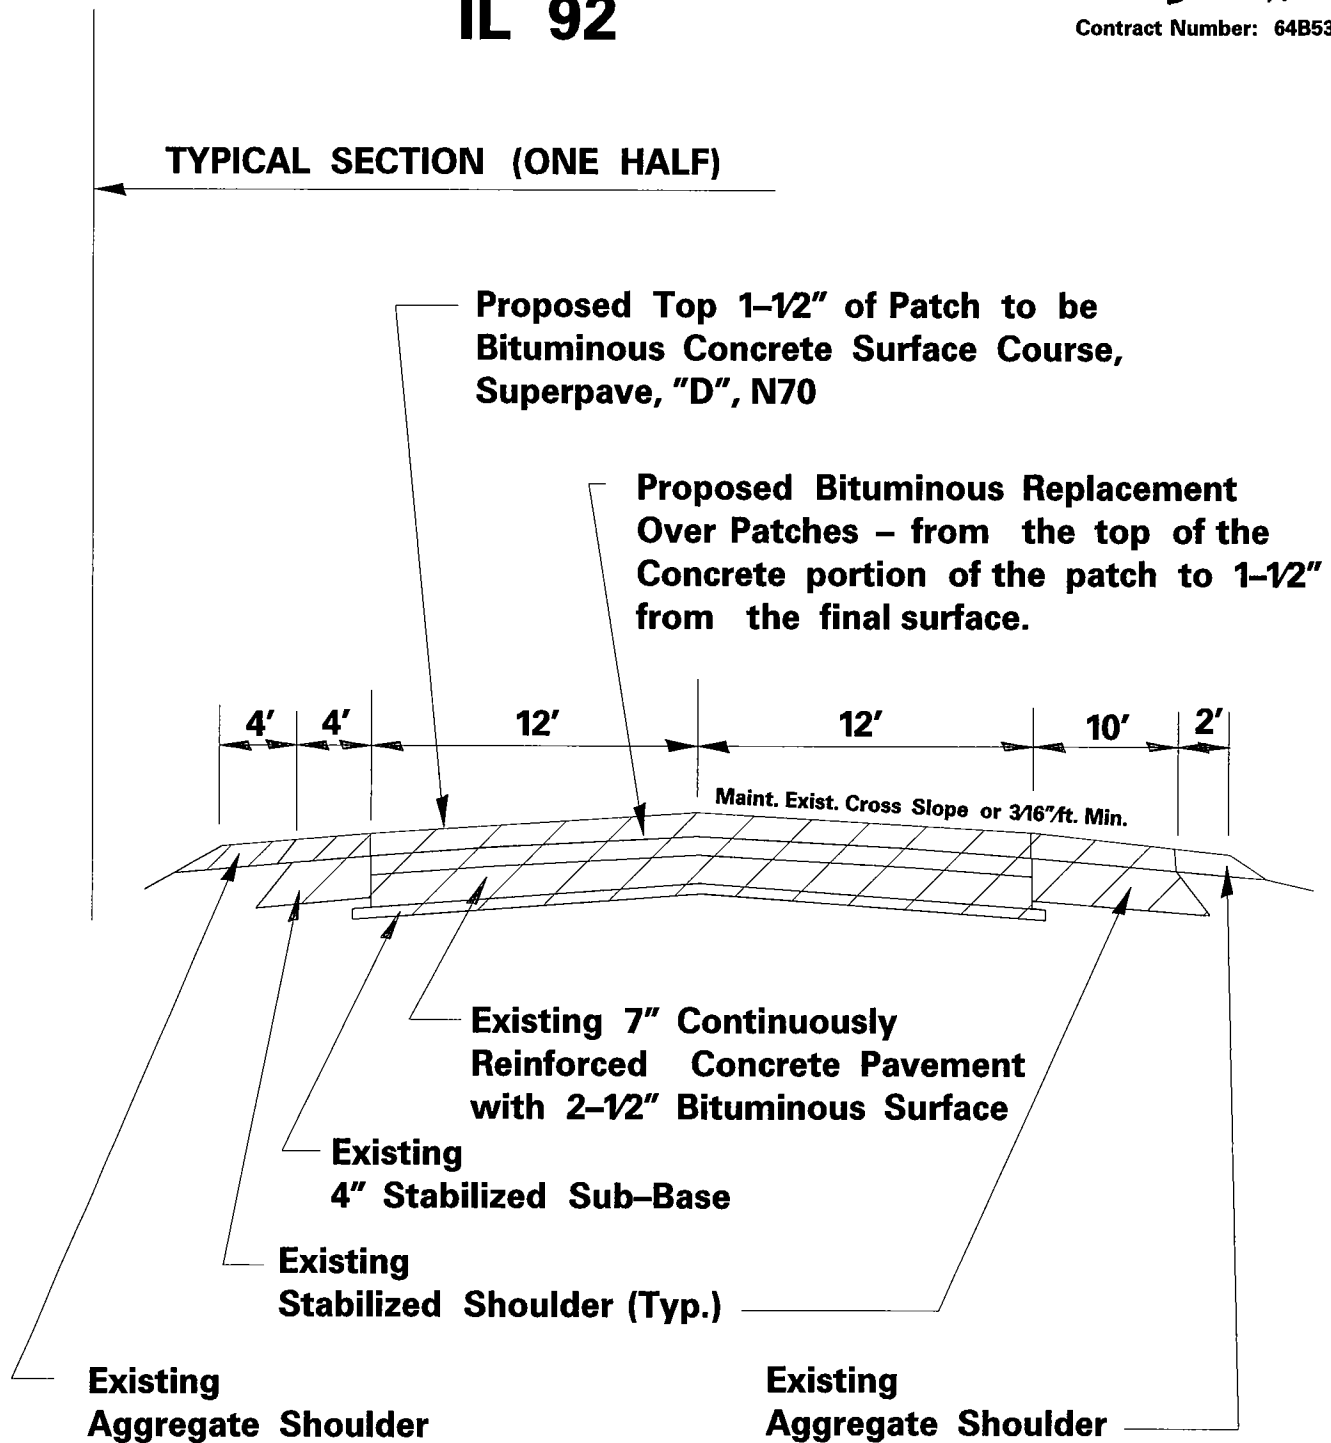 IL 92
Contract Number: 64B53
TYPICAL SECTION (ONE HALF)
Proposed Top 1–1/2" of Patch to be
Bituminous Concrete Surface Course,
Superpave, "D", N70
Proposed Bituminous Replacement
Over Patches – from the top of the
Concrete portion of the patch to 1–1/2"
from the final surface.
4' 4' 12' 12' 10' 2'
Maint. Exist. Cross Slope or 3/16"/ft. Min.
Existing 7" Continuously
Reinforced Concrete Pavement
with 2–1/2" Bituminous Surface
Existing
4" Stabilized Sub–Base
Existing
Stabilized Shoulder (Typ.)
Existing
Aggregate Shoulder
Existing
Aggregate Shoulder